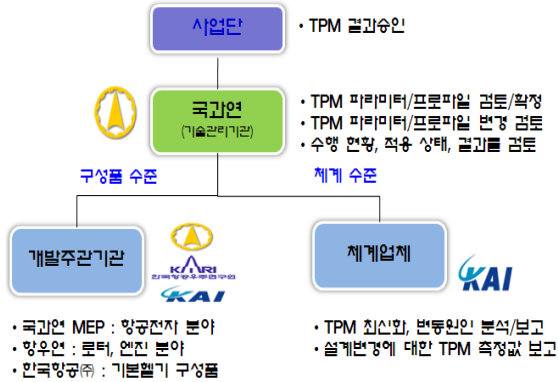 사업단
• TPM 결과승인
국과연
(기술관리기관)
• TPM 파라미터/프로파일 검토/확정
• TPM 파라미터/프로파일 변경 검토
• 수행 현황, 적용 상태, 결과를 검토
구성품 수준
체계 수준
개발주관기관
KARI
한국항공우주연구원
KAI
체계업체
KAI
• 국과연 MEP : 항공전자 분야
• 항우연 : 로터, 엔진 분야
• 한국항공㈜ : 기본헬기 구성품
• TPM 최신화, 변동원인 분석/보고
• 설계변경에 대한 TPM 측정값 보고